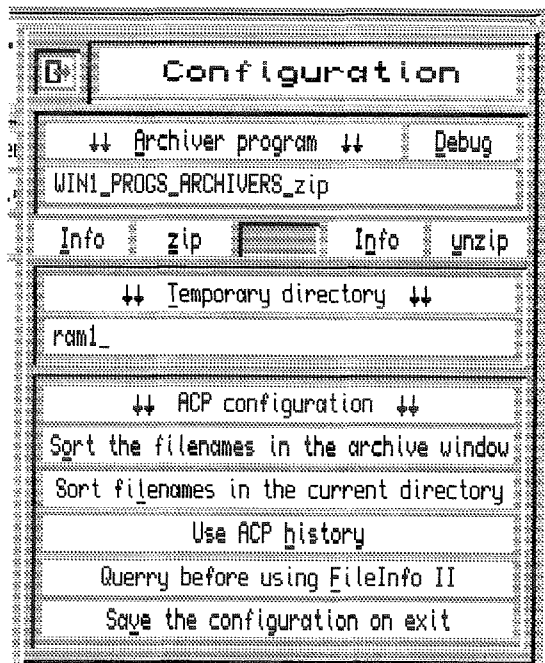 Configuration
↓↓ Archiver program ↓↓ Debug
WIN1_PROGS_ARCHIVERS_zip
Info zip Info unzip
↓↓ Temporary directory ↓↓
ram1_
↓↓ ACP configuration ↓↓
Sort the filenames in the archive window
Sort filenames in the current directory
Use ACP history
Querry before using FileInfo II
Save the configuration on exit